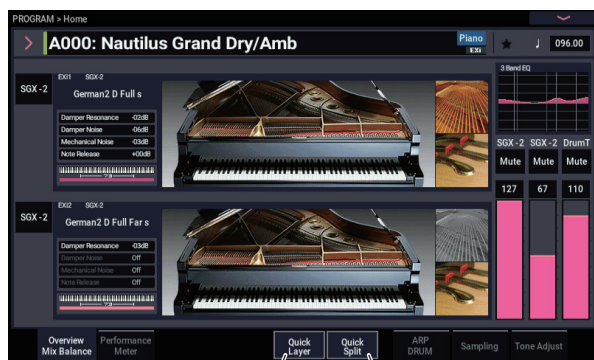 PROGRAM > Home
A000: Nautilus Grand Dry/Amb
Piano
EXi
♩ 096.00
SGX-2
EXI1 SGX-2
German2 D Full s
Damper Resonance -02dB
Damper Noise -06dB
Mechanical Noise -03dB
Note Release +00dB
73
3 Band EQ
SGX-2 SGX-2 DrumT
Mute Mute Mute
127 67 110
SGX-2
EXI2 SGX-2
German2 D Full Far s
Damper Resonance -03dB
Damper Noise Off
Mechanical Noise Off
Note Release Off
73
Overview Mix Balance
Performance Meter
Quick Layer
Quick Split
ARP DRUM
Sampling
Tone Adjust